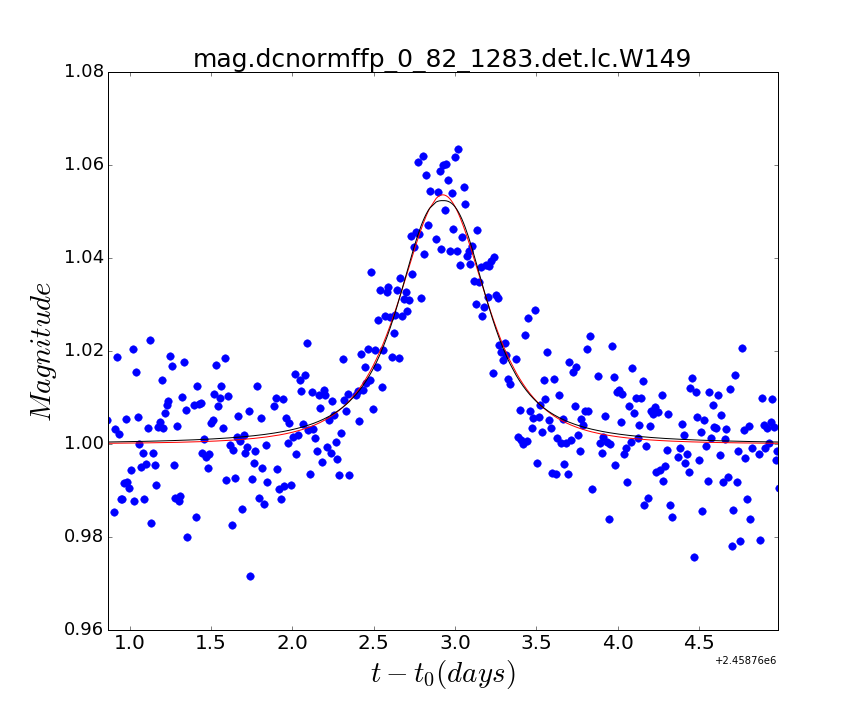 mag.dcnormffp_0_82_1283.det.lc.W149
1.08
1.06
1.04
1.02
1.00
0.98
0.96
Magnitude
1.0 1.5 2.0 2.5 3.0 3.5 4.0 4.5
+2.45876e6
t − t₀(days)